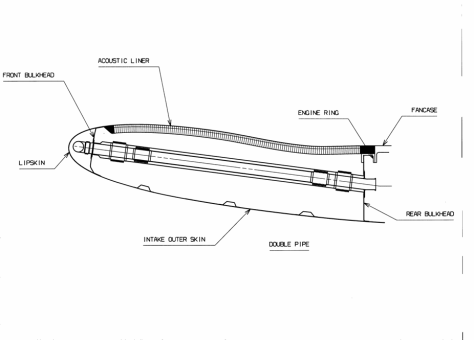 ACOUSTIC LINER
FRONT BULKHEAD
ENGINE RING
FANCASE
LIPSKIN
REAR BULKHEAD
INTAKE OUTER SKIN
DOUBLE PIPE